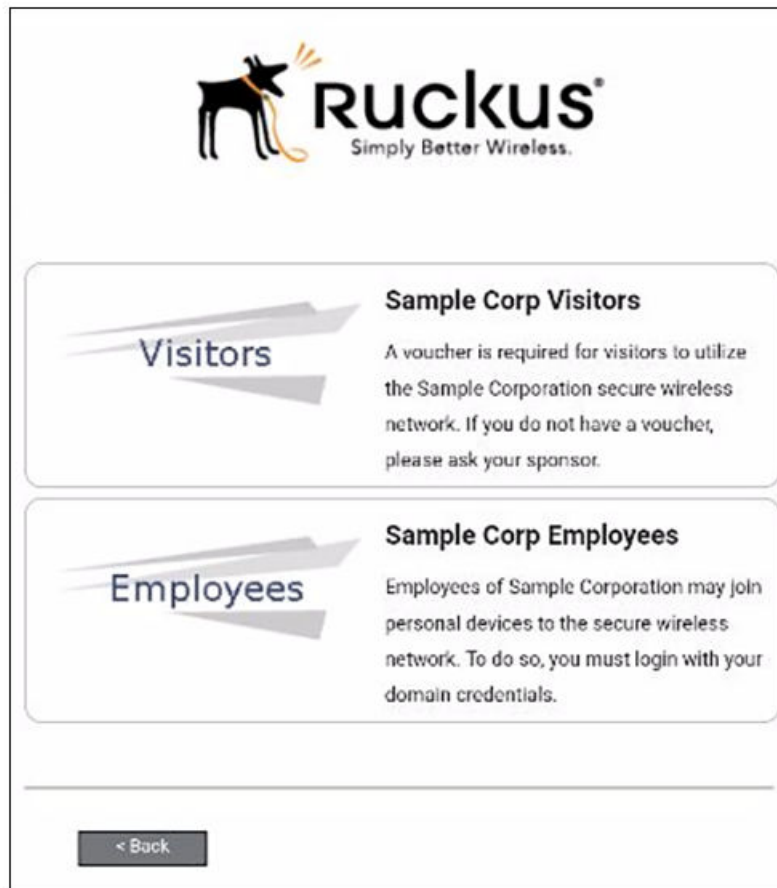 RUCKUS®
Simply Better Wireless.
Visitors
Sample Corp Visitors
A voucher is required for visitors to utilize
the Sample Corporation secure wireless
network. If you do not have a voucher,
please ask your sponsor.
Employees
Sample Corp Employees
Employees of Sample Corporation may join
personal devices to the secure wireless
network. To do so, you must login with your
domain credentials.
< Back